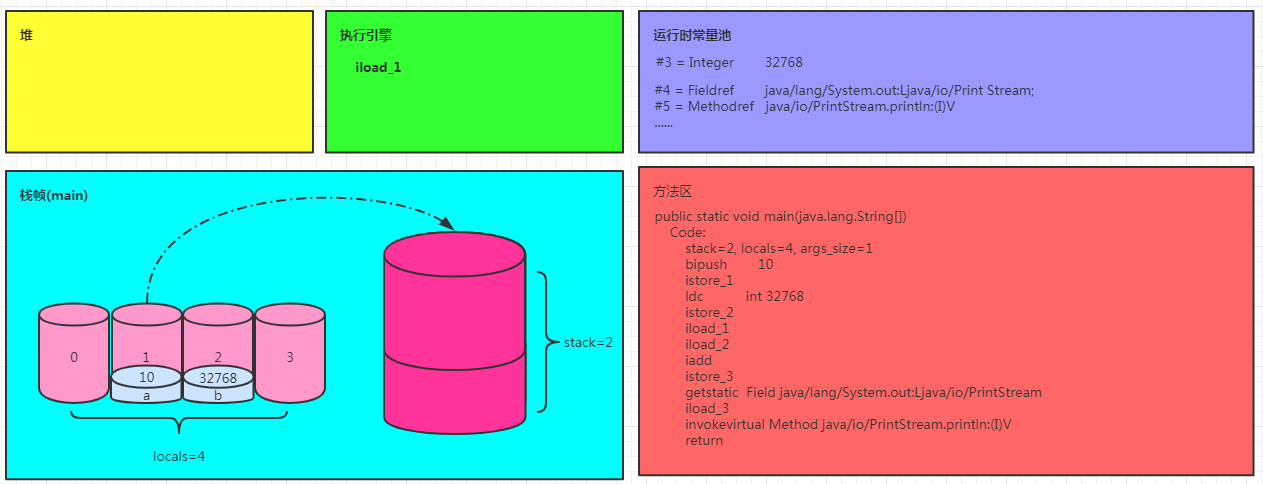 堆
执行引擎
iload_1
运行时常量池
#3 = Integer 32768
#4 = Fieldref java/lang/System.out:Ljava/io/Print Stream;
#5 = Methodref java/io/PrintStream.println:(I)V
......
栈帧(main)
0
1
2
3
10
32768
a
b
locals=4
stack=2
方法区
public static void main(java.lang.String[])
Code:
stack=2, locals=4, args_size=1
bipush 10
istore_1
ldc int 32768
istore_2
iload_1
iload_2
iadd
istore_3
getstatic Field java/lang/System.out:Ljava/io/PrintStream
iload_3
invokevirtual Method java/io/PrintStream.println:(I)V
return